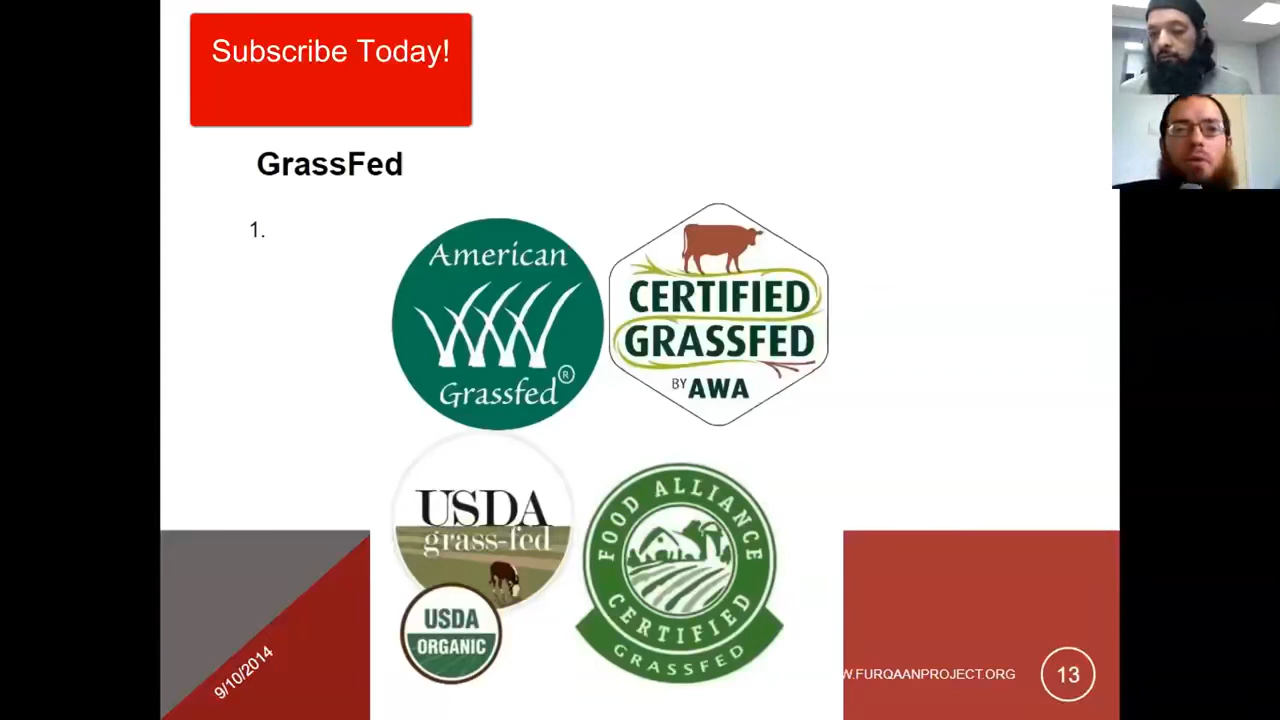 Subscribe Today!
GrassFed
1.
American
Grassfed®
CERTIFIED
GRASSFED
BY AWA
USDA
grass-fed
USDA
ORGANIC
FOOD ALLIANCE
CERTIFIED
GRASSFED
9/10/2014
W.FURQAANPROJECT.ORG
13